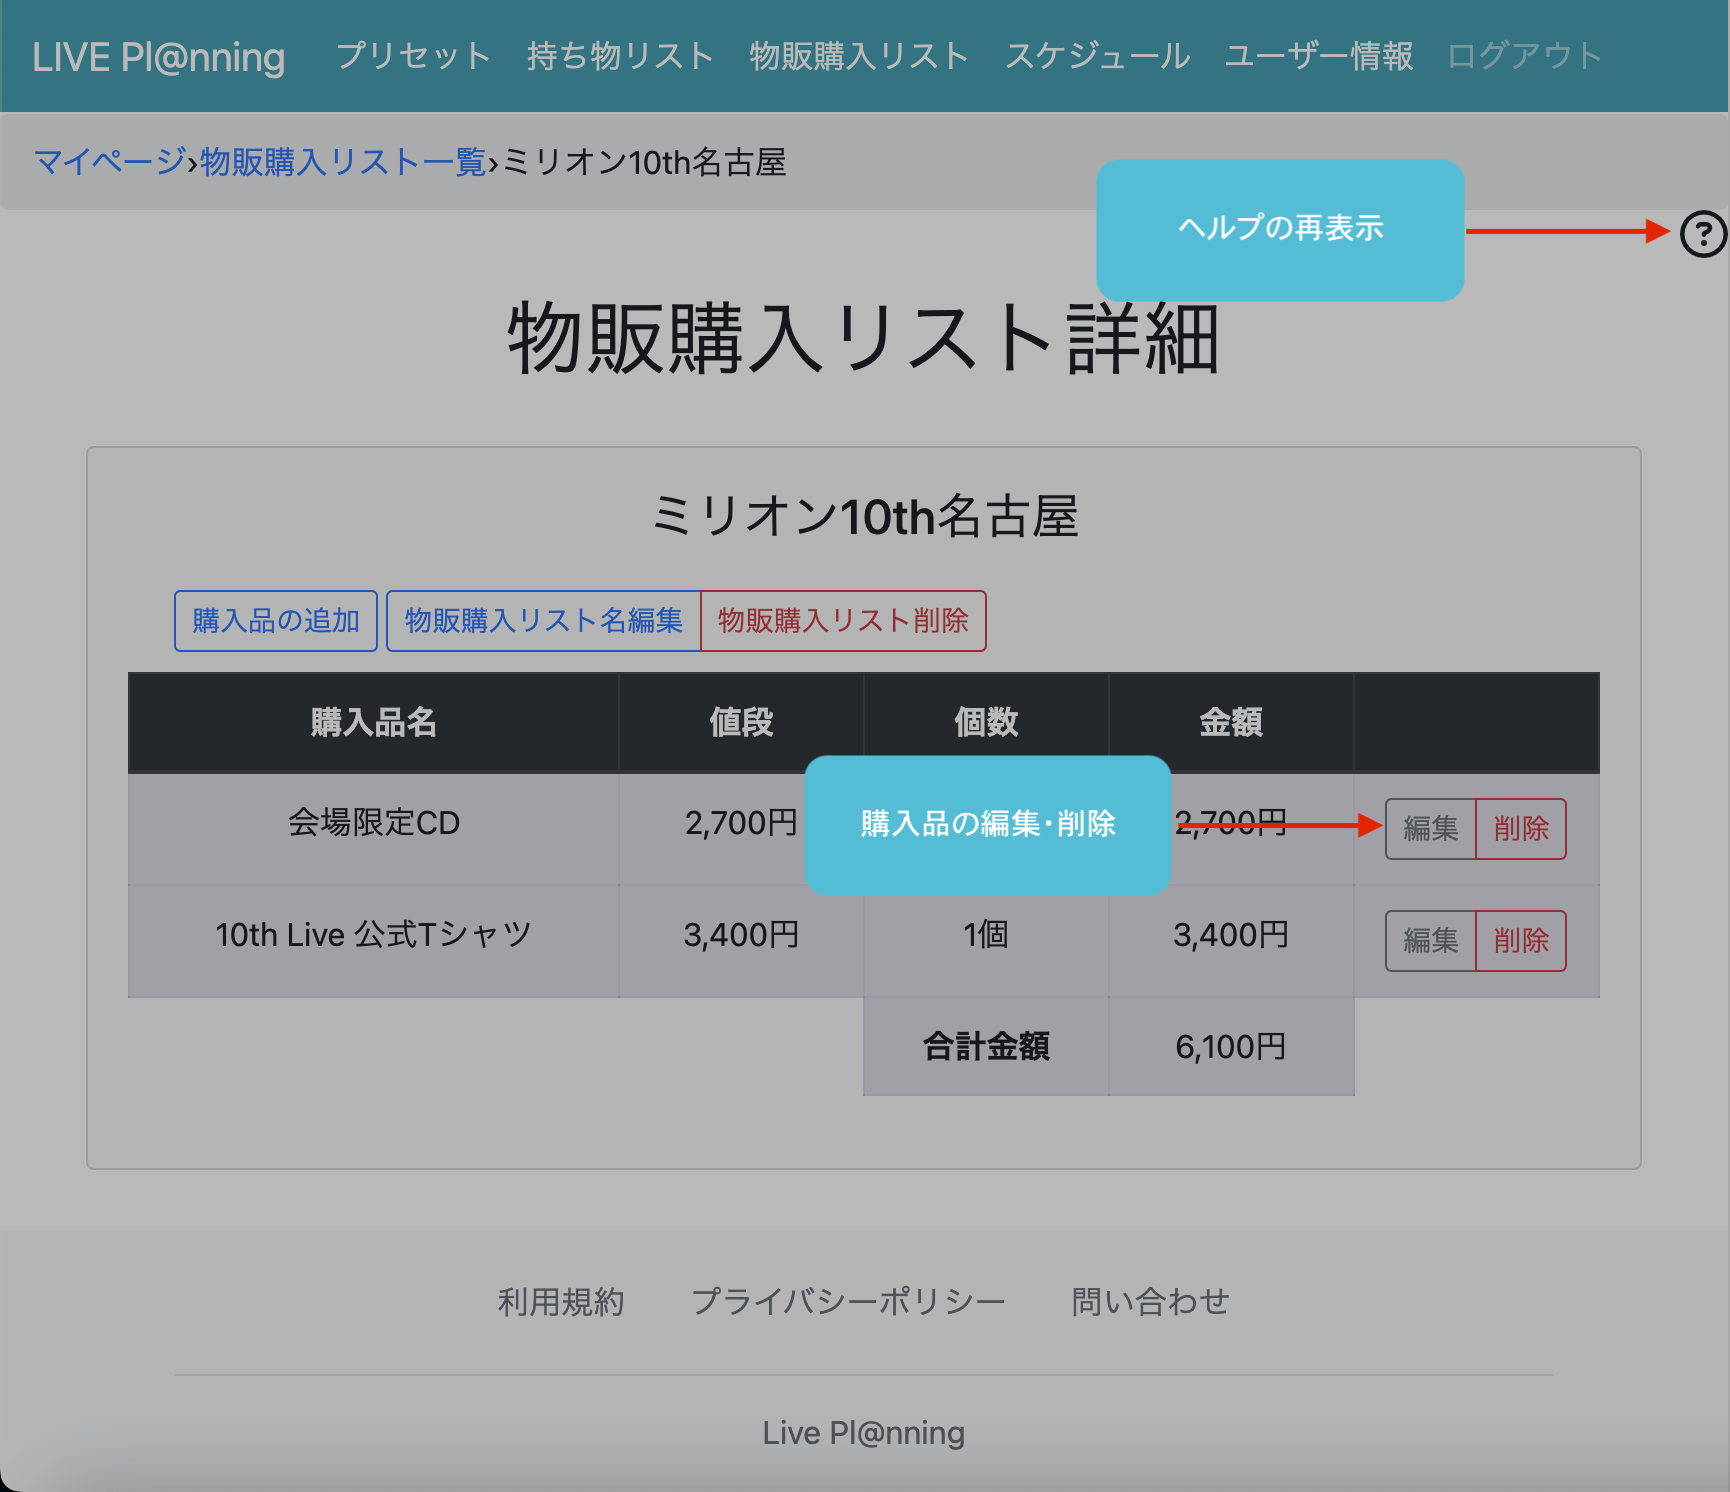 LIVE Pl@nning プリセット 持ち物リスト 物販購入リスト スケジュール ユーザー情報 ログアウト
マイページ›物販購入リスト一覧›ミリオン10th名古屋
ヘルプの再表示
?
物販購入リスト詳細
ミリオン10th名古屋
購入品の追加 物販購入リスト名編集 物販購入リスト削除
購入品名 値段 個数 金額
会場限定CD 2,700円 購入品の編集・削除 2,700円 編集 削除
10th Live 公式Tシャツ 3,400円 1個 3,400円 編集 削除
合計金額 6,100円
利用規約 プライバシーポリシー 問い合わせ
Live Pl@nning